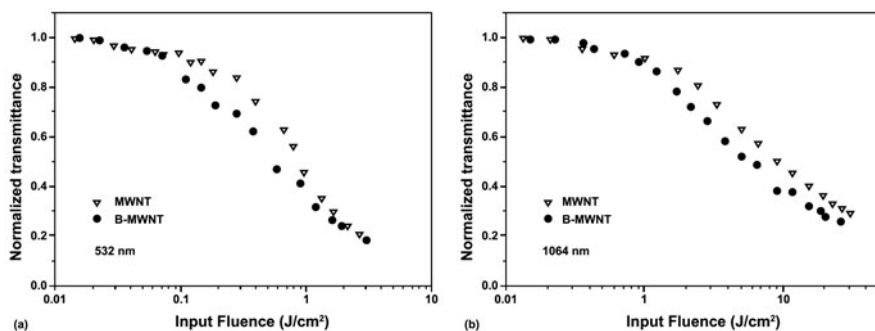 Normalized transmittance
1.0
0.8
0.6
0.4
0.2
0.0
MWNT
B-MWNT
532 nm
0.01
0.1
1
10
(a)
Input Fluence (J/cm²)
Normalized transmittance
1.0
0.8
0.6
0.4
0.2
0.0
MWNT
B-MWNT
1064 nm
0.01
0.1
1
10
(b)
Input Fluence (J/cm²)